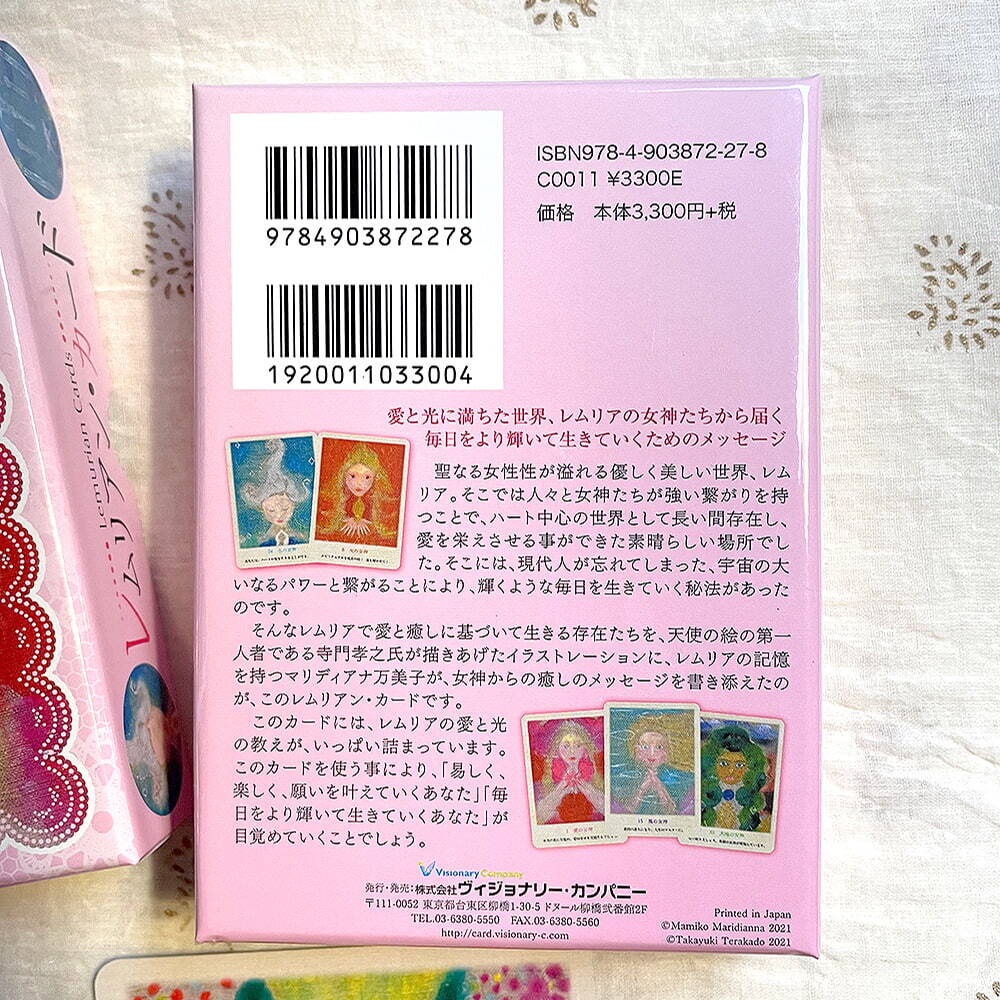 9784903872278
1920011033004
ISBN978-4-903872-27-8
C0011 ¥3300E
価格 本体3,300円+税
愛と光に満ちた世界、レムリアの女神たちから届く
毎日をより輝いて生きていくためのメッセージ
聖なる女性性が溢れる優しく美しい世界、レム
リア。そこでは人々と女神たちが強い繋がりを持
つことで、ハート中心の世界として長い間存在し、
愛を栄えさせる事ができた素晴らしい場所でし
た。そこには、現代人が忘れてしまった、宇宙の大
いなるパワーと繋がることにより、輝くような毎日を生きていく秘法があった
のです。
そんなレムリアで愛と癒しに基づいて生きる存在たちを、天使の絵の第一
人者である寺門孝之氏が描きあげたイラストレーションに、レムリアの記憶
を持つマリディアナ万美子が、女神からの癒しのメッセージを書き添えたの
が、このレムリアン・カードです。
このカードには、レムリアの愛と光
の教えが、いっぱい詰まっています。
このカードを使う事により、「易しく、
楽しく、願いを叶えていくあなた」「毎
日をより輝いて生きていくあなた」が
目覚めていくことでしょう。
8 火の女神
1 愛の女神
15 風の女神
Visionary Company
発行・発売:株式会社ヴィジョナリー・カンパニー
〒111-0052 東京都台東区柳橋1-30-5 ドメール柳橋弐番館2F
TEL.03-6380-5550 FAX.03-6380-5560
http://card.visionary-c.com/
Printed in Japan
©Mamiko Maridianna 2021
©Takayuki Terakado 2021
レムリアン・カード
Lemurian Cards